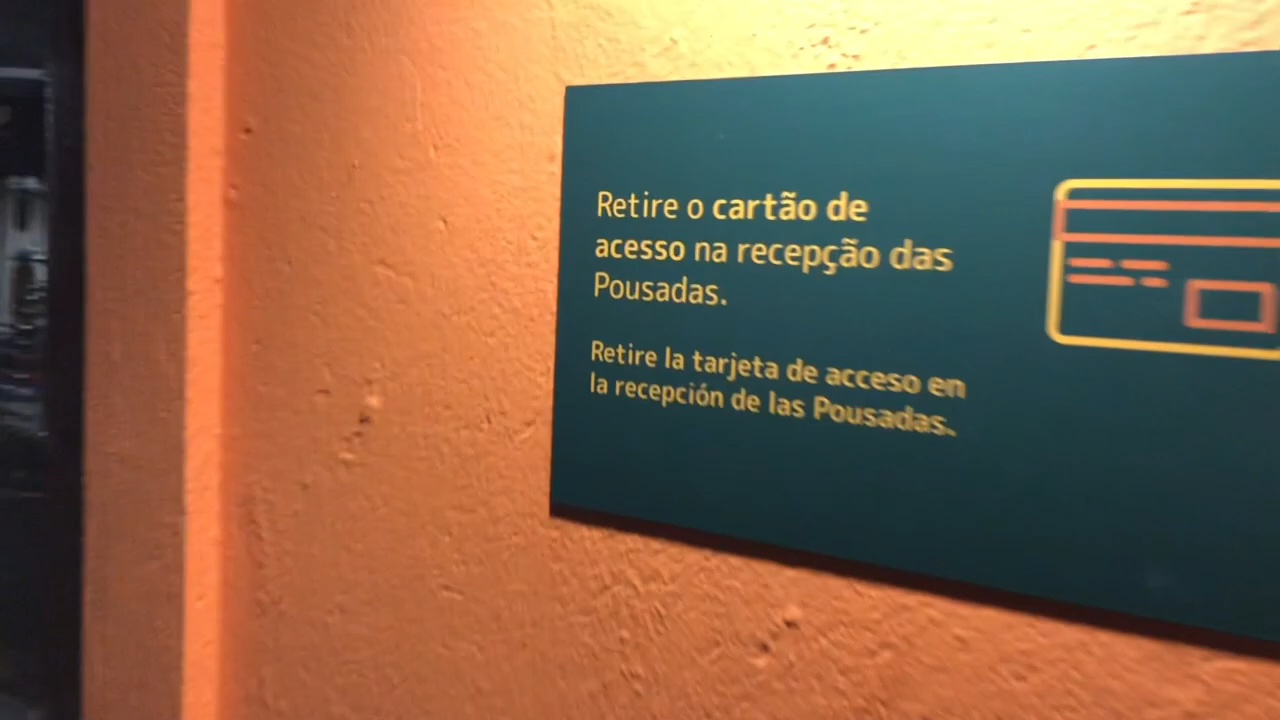 Retire o cartão de
acesso na recepção das
Pousadas.
Retire la tarjeta de acceso en
la recepción de las Pousadas.